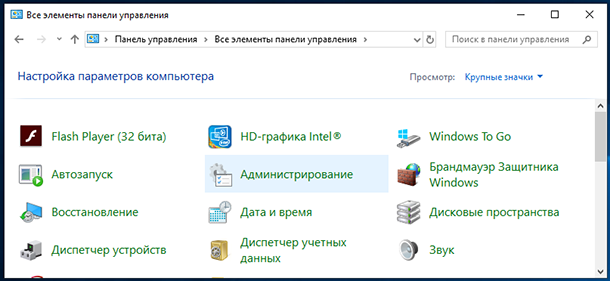 Все элементы панели управления
Панель управления
Все элементы панели управления
Поиск в панели управления
Настройка параметров компьютера
Просмотр:
Крупные значки
Flash Player (32 бита)
HD-графика Intel®
Windows To Go
Автозапуск
Администрирование
Брандмауэр Защитника
Windows
Восстановление
Дата и время
Дисковые пространства
Диспетчер устройств
Диспетчер учетных
данных
Звук